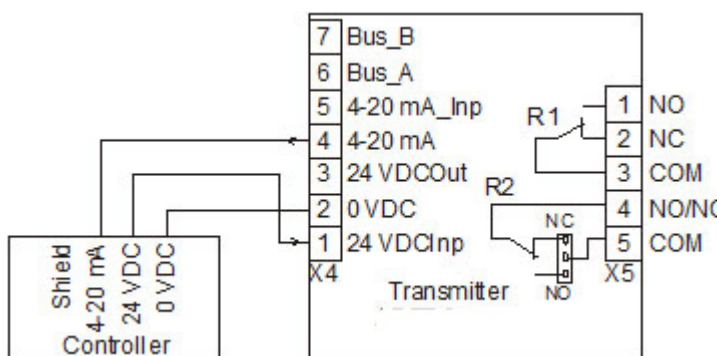 7 Bus_B
6 Bus_A
5 4-20 mA_Inp
4 4-20 mA
3 24 VDCOut
2 0 VDC
1 24 VDCInp
X4
R1
1 NO
2 NC
3 COM
4 NO/NC
5 COM
X5
R2
NC
NO
Transmitter
Shield
4-20 mA
24 VDC
0 VDC
Controller